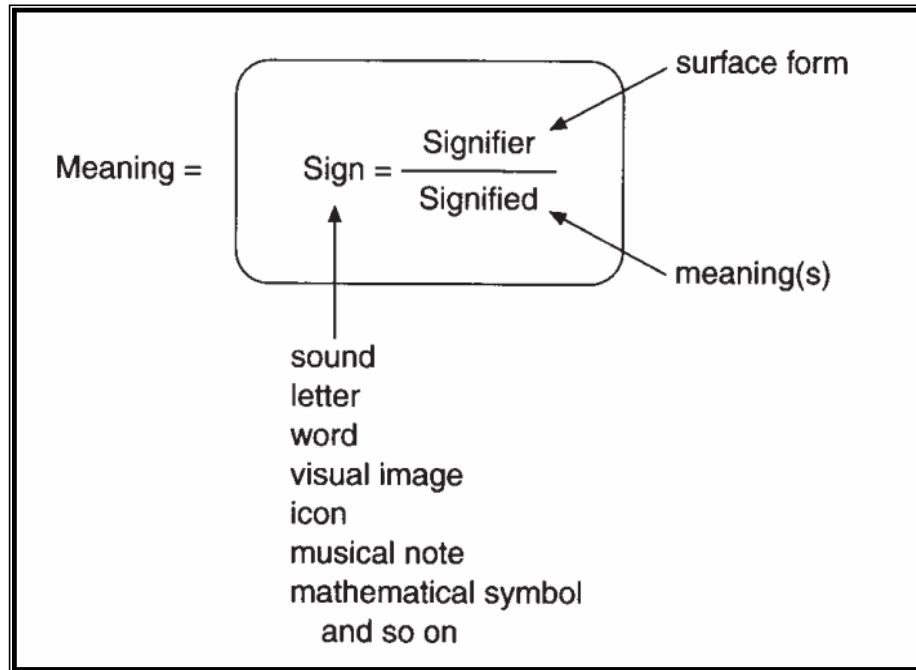 surface form
Signifier
Meaning =
Sign =
Signified
meaning(s)
sound
letter
word
visual image
icon
musical note
mathematical symbol
and so on